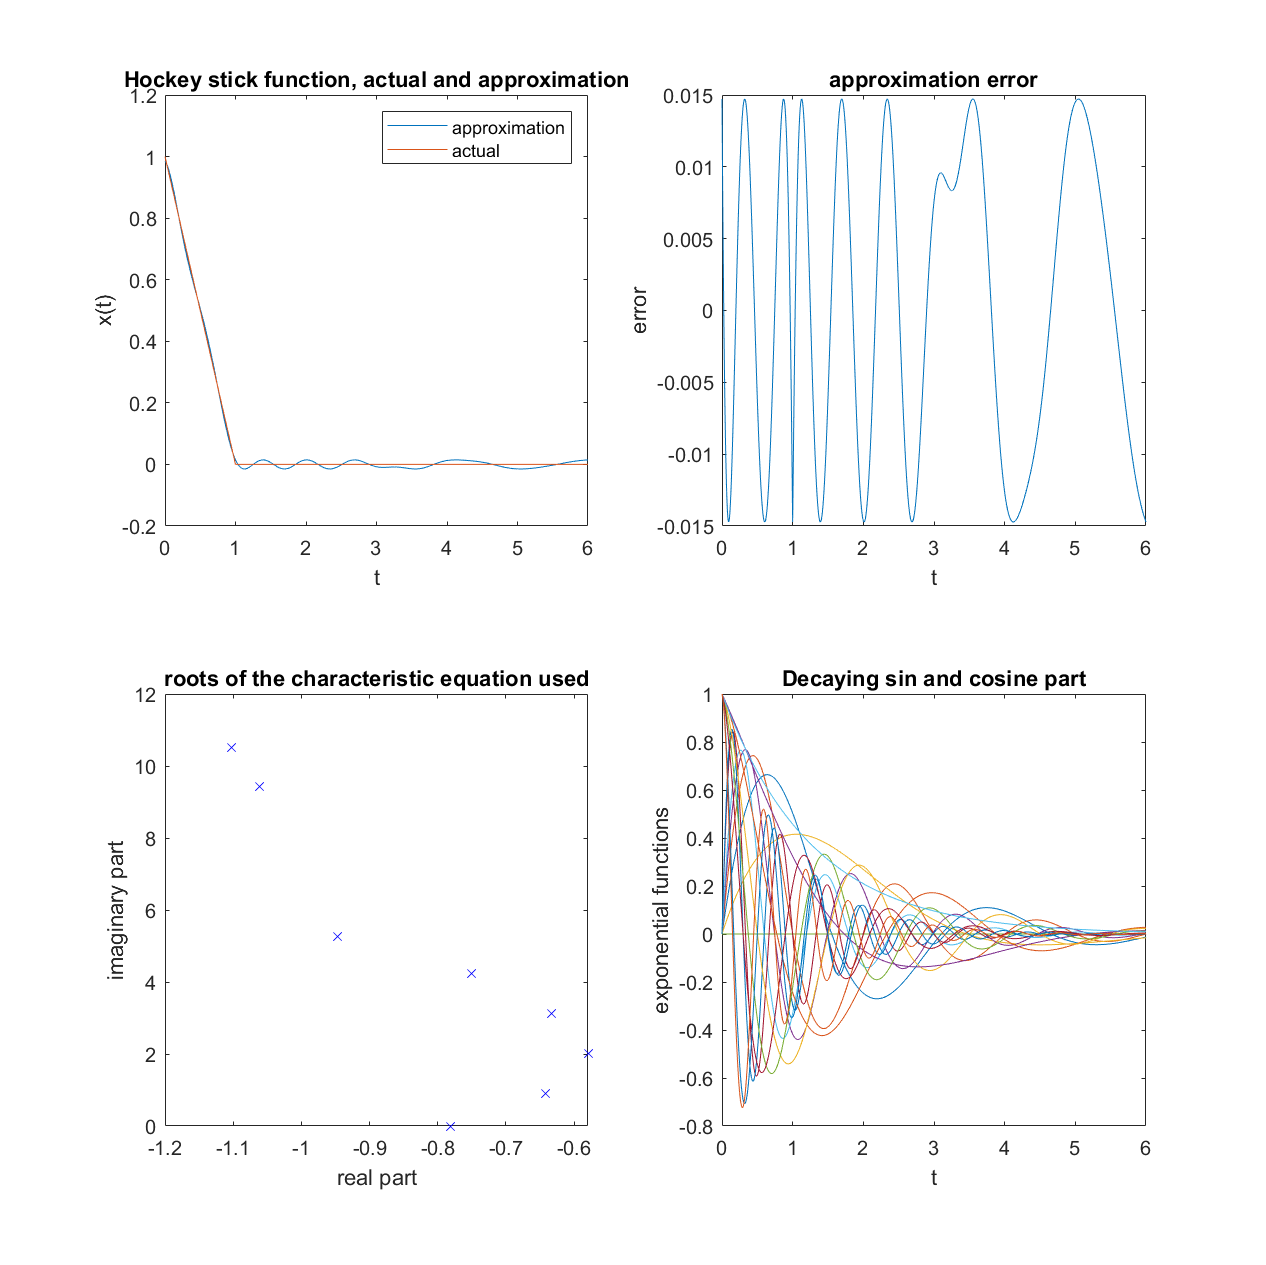 Hockey stick function, actual and approximation
1.2
1
0.8
0.6
0.4
0.2
0
-0.2
x(t)
approximation
actual
0 1 2 3 4 5 6
t
approximation error
0.015
0.01
0.005
0
-0.005
-0.01
-0.015
error
0 1 2 3 4 5 6
t
roots of the characteristic equation used
12
10
8
6
4
2
0
imaginary part
-1.2 -1.1 -1 -0.9 -0.8 -0.7 -0.6
real part
Decaying sin and cosine part
1
0.8
0.6
0.4
0.2
0
-0.2
-0.4
-0.6
-0.8
exponential functions
0 1 2 3 4 5 6
t